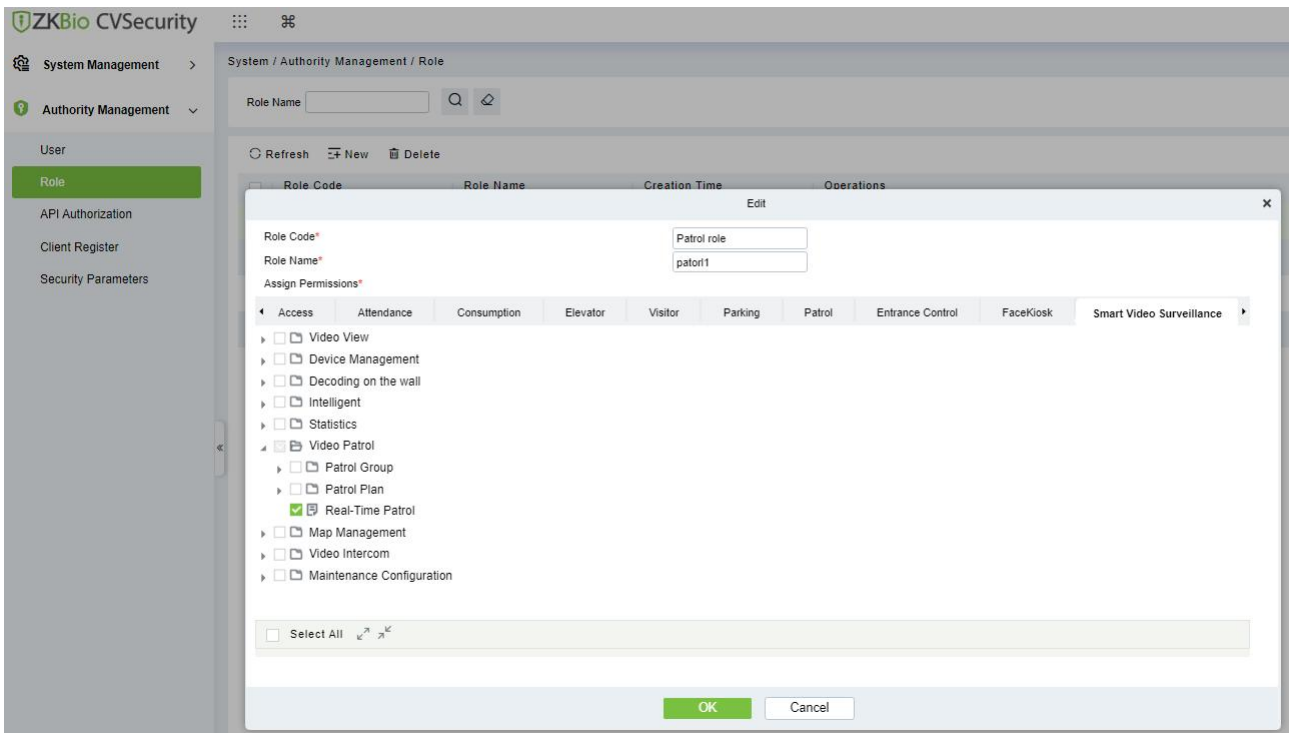 ZKBio CVSecurity
System Management
System / Authority Management / Role
Authority Management
Role Name
User
Refresh New Delete
Role
Role Code Role Name Creation Time Operations
API Authorization
Client Register
Security Parameters
Edit
Role Code* Patrol role
Role Name* patorl1
Assign Permissions*
Access Attendance Consumption Elevator Visitor Parking Patrol Entrance Control FaceKiosk Smart Video Surveillance
Video View
Device Management
Decoding on the wall
Intelligent
Statistics
Video Patrol
Patrol Group
Patrol Plan
Real-Time Patrol
Map Management
Video Intercom
Maintenance Configuration
Select All
OK Cancel